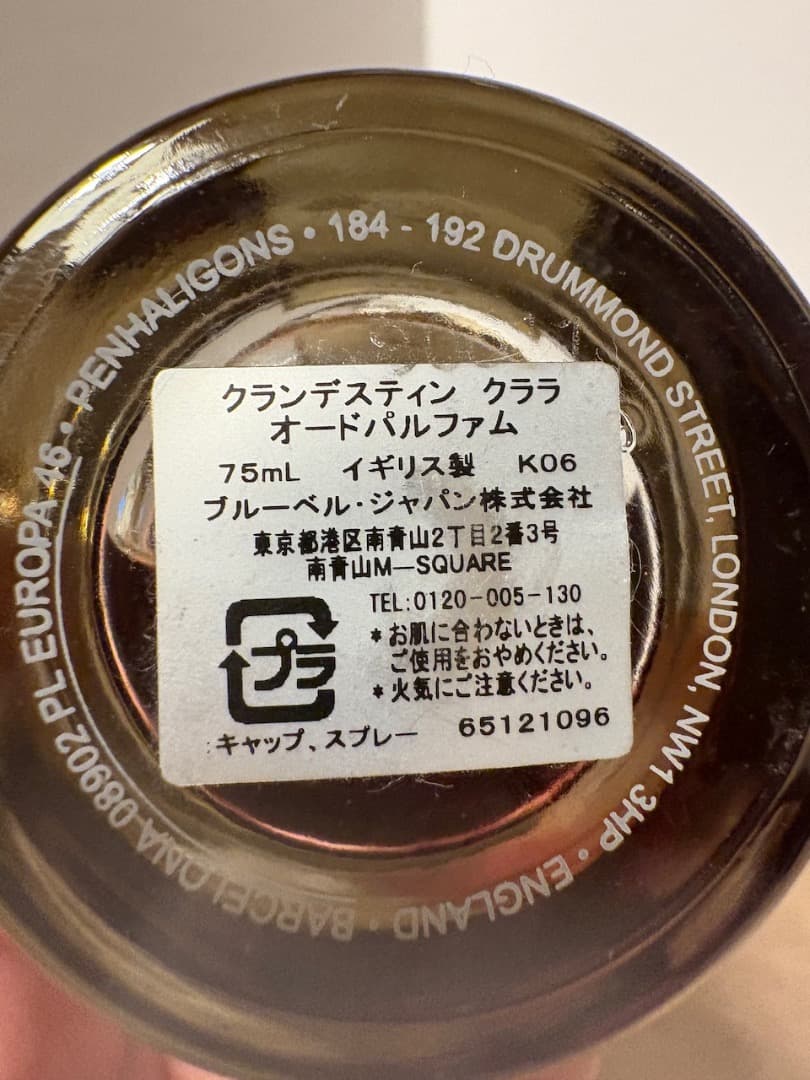 PENHALIGONS • 184 - 192 DRUMMOND STREET, LONDON, NW1 3HP • ENGLAND • BARCELONA 08902 PL EUROPA 46 •
クランデスティン クララ
オードパルファム
75mL イギリス製 K06
ブルーベル・ジャパン株式会社
東京都港区南青山2丁目2番3号
南青山M—SQUARE
TEL:0120-005-130
*お肌に合わないときは、
ご使用をおやめください。
*火気にご注意ください。
プラ
:キャップ、スプレー 65121096